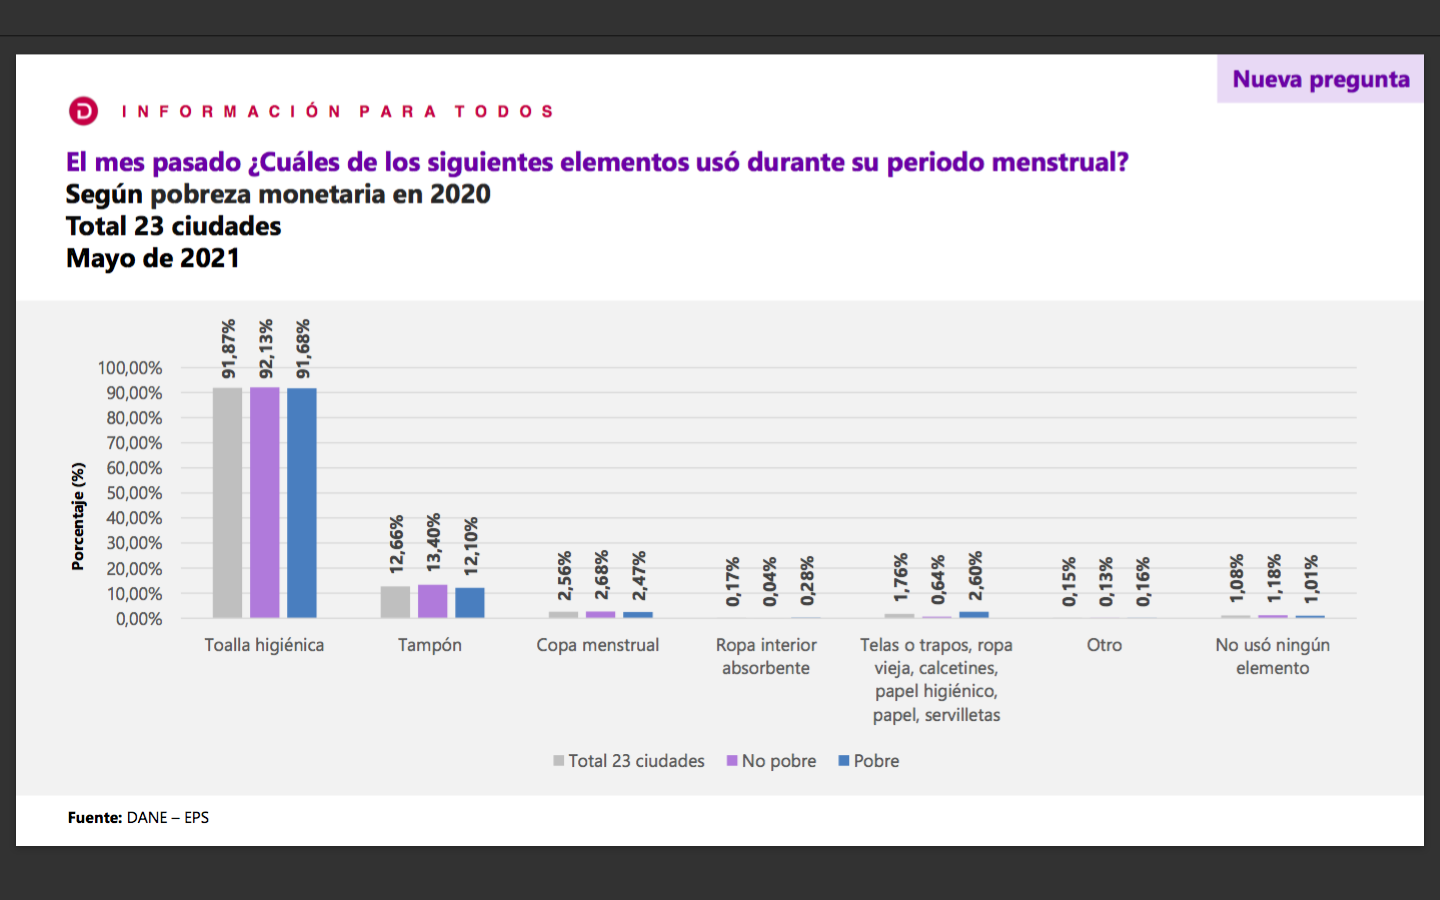 Nueva pregunta
INFORMACIÓN PARA TODOS
El mes pasado ¿Cuáles de los siguientes elementos usó durante su periodo menstrual?
Según pobreza monetaria en 2020
Total 23 ciudades
Mayo de 2021
Porcentaje (%)
100,00%
90,00%
80,00%
70,00%
60,00%
50,00%
40,00%
30,00%
20,00%
10,00%
0,00%
91,87% 92,13% 91,68%
12,66% 13,40% 12,10%
2,56% 2,68% 2,47%
0,17% 0,04% 0,28%
1,76% 0,64% 2,60%
0,15% 0,13% 0,16%
1,08% 1,18% 1,01%
Toalla higiénica
Tampón
Copa menstrual
Ropa interior
absorbente
Telas o trapos, ropa
vieja, calcetines,
papel higiénico,
papel, servilletas
Otro
No usó ningún
elemento
Total 23 ciudades No pobre Pobre
Fuente: DANE – EPS